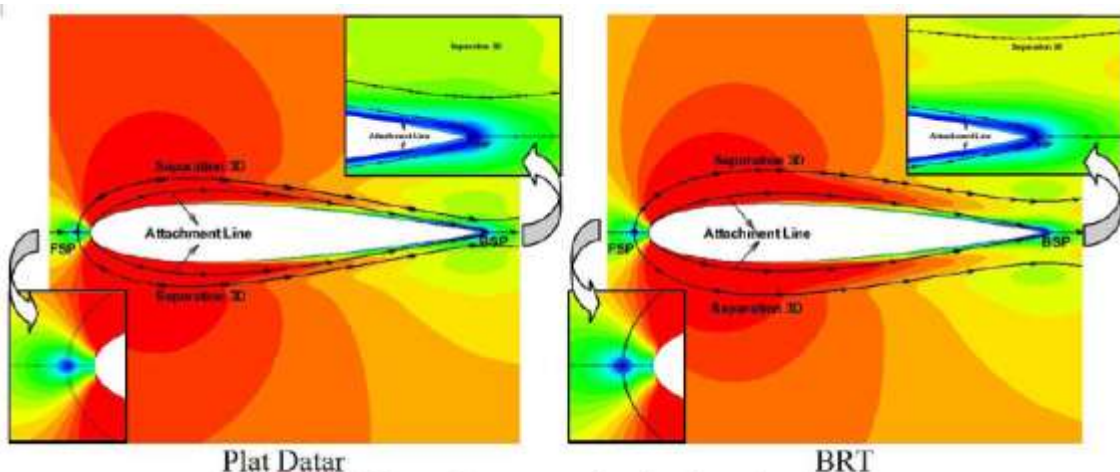 Separation 3D
Attachment Line
Separation 3D
Attachment Line
FSP
BSP
Separation 3D
Plat Datar
Separation 3D
Attachment Line
Separation 3D
Attachment Line
FSP
BSP
Separation 3D
BRT